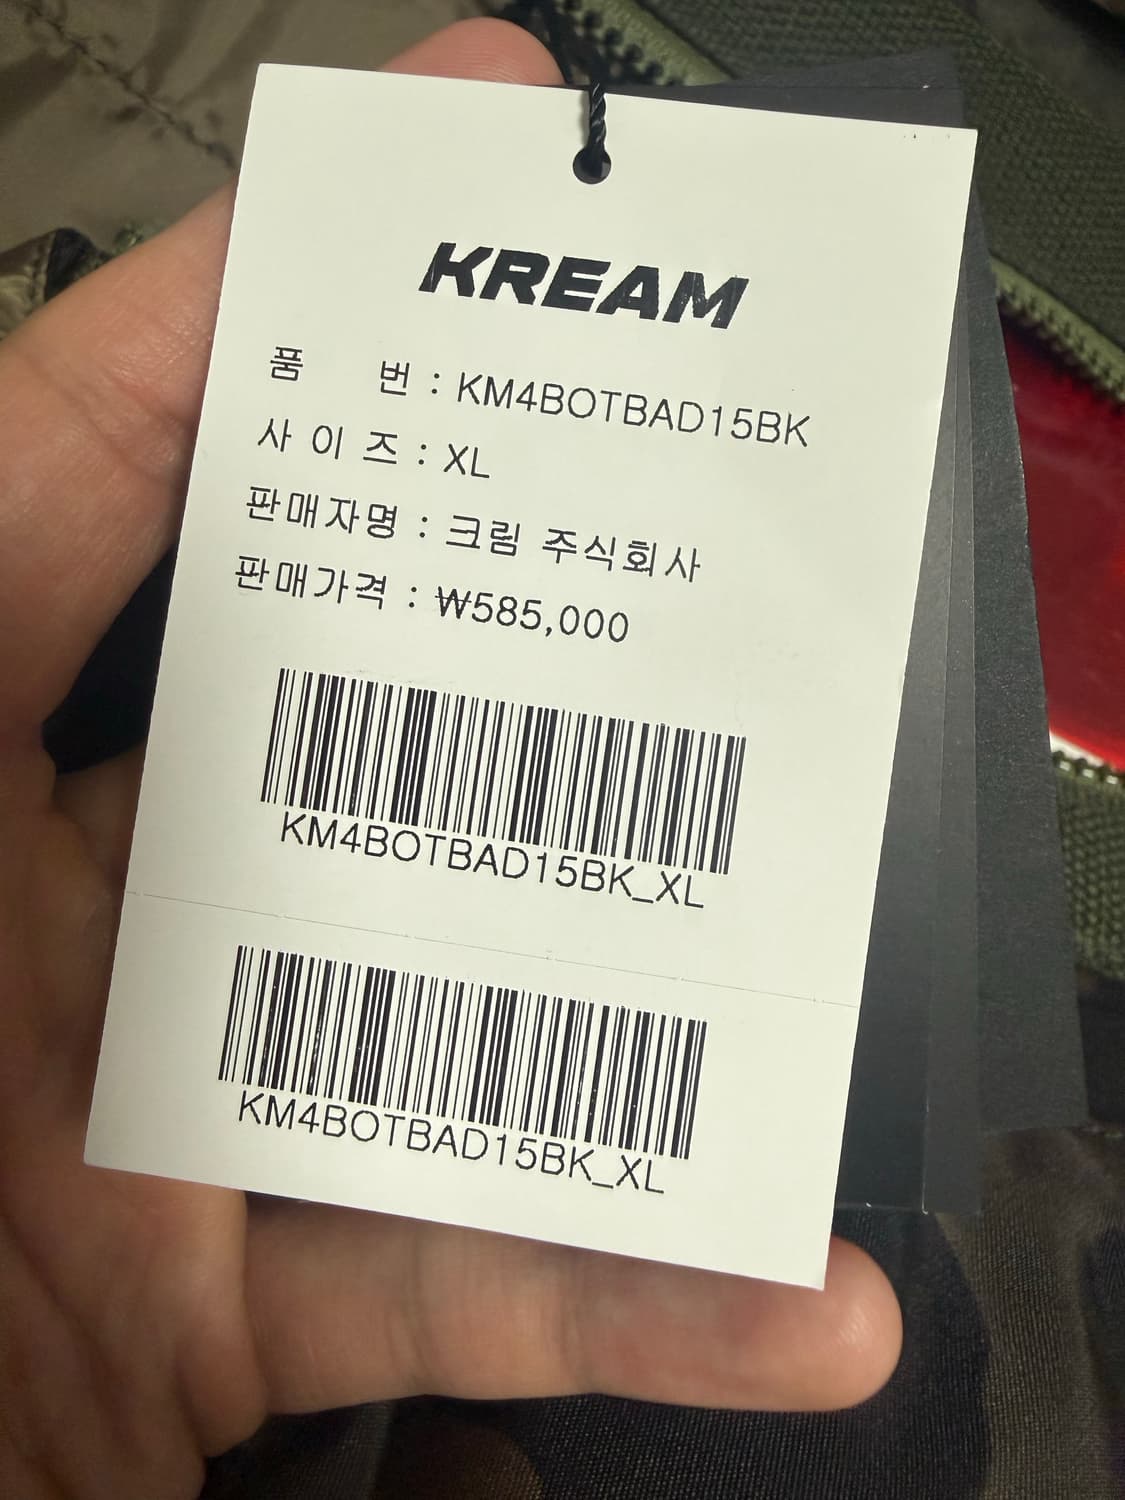 KREAM
품 번 : KM4BOTBAD15BK
사 이 즈 : XL
판매자명 : 크림 주식회사
판매가격 : ₩585,000
KM4BOTBAD15BK_XL
KM4BOTBAD15BK_XL